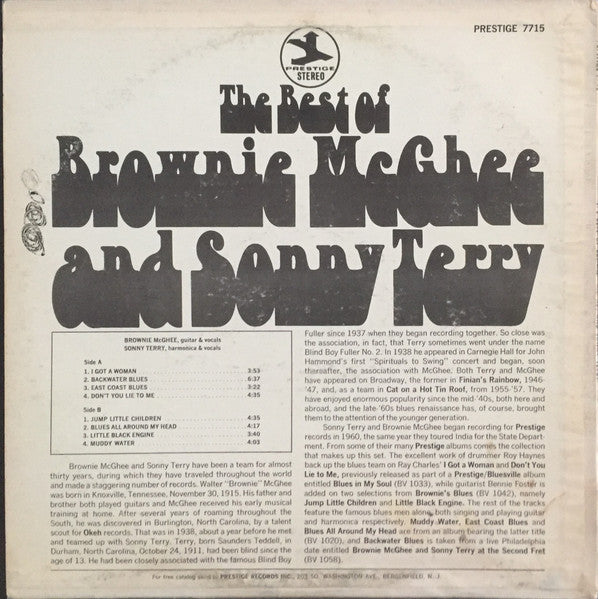 PRESTIGE 7715
PRESTIGE
STEREO
The Best of
Brownie McGhee
and Sonny Terry
BROWNIE McGHEE, guitar & vocals
SONNY TERRY, harmonica & vocals
Side A
1. I GOT A WOMAN 3:53
2. BACKWATER BLUES 6:37
3. EAST COAST BLUES 3:22
4. DON'T YOU LIE TO ME 4:35
Side B
1. JUMP LITTLE CHILDREN 4:35
2. BLUES ALL AROUND MY HEAD 4:17
3. LITTLE BLACK ENGINE 3:40
4. MUDDY WATER 4:03
Brownie McGhee and Sonny Terry have been a team for almost
thirty years, during which they have traveled throughout the world
and made a staggering number of records. Walter "Brownie" McGhee
was born in Knoxville, Tennessee, November 30, 1915. His father and
brother both played guitars and McGhee received his early musical
training at home. After several years of roaming throughout the
South, he was discovered in Burlington, North Carolina, by a talent
scout for Okeh records. That was in 1938, about a year before he met
and teamed up with Sonny Terry. Terry, born Saunders Teddell, in
Durham, North Carolina, October 24, 1911, had been blind since the
age of 13. He had been closely associated with the famous Blind Boy
Fuller since 1937 when they began recording together. So close was
the association, in fact, that Terry sometimes went under the name
Blind Boy Fuller No. 2. In 1938 he appeared in Carnegie Hall for John
Hammond's first "Spirituals to Swing" concert and began, soon
thereafter, the association with McGhee. Both Terry and McGhee
have appeared on Broadway, the former in Finian's Rainbow, 1946-
'47, and, as a team in Cat on a Hot Tin Roof, from 1955-'57. They
have enjoyed enormous popularity since the mid-'40s, both here and
abroad, and the late-'60s blues renaissance has, of course, brought
them to the attention of the younger generation.
Sonny Terry and Brownie McGhee began recording for Prestige
records in 1960, the same year they toured India for the State Depart-
ment. From some of their many Prestige albums comes the collection
that makes up this set. The excellent work of drummer Roy Haynes
back up the blues team on Ray Charles' I Got a Woman and Don't You
Lie to Me, previously released as part of a Prestige/Bluesville album
entitled Blues in My Soul (BV 1033), while guitarist Bennie Foster is
added on two selections from Brownie's Blues (BV 1042), namely
Jump Little Children and Little Black Engine. The rest of the tracks
feature the famous blues men alone, both singing and playing guitar
and harmonica respectively. Muddy Water, East Coast Blues and
Blues All Around My Head are from an album bearing the latter title
(BV 1020), and Backwater Blues is taken from a live Philadelphia
date entitled Brownie McGhee and Sonny Terry at the Second Fret
(BV 1058).
For free catalog send to PRESTIGE RECORDS INC., 203 SO. WASHINGTON AVE., BERGENFIELD, N. J.